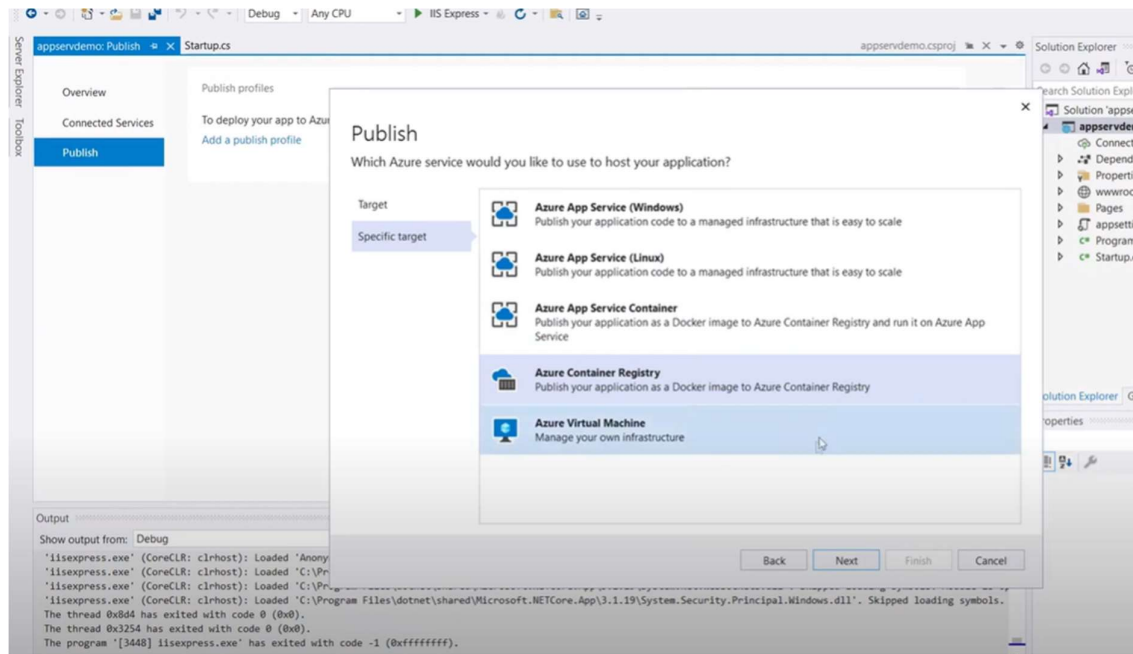 Debug
Any CPU
IIS Express
Server Explorer
Toolbox
appservdemo: Publish
Startup.cs
appservdemo.csproj
Overview
Connected Services
Publish
Publish profiles
To deploy your app to Azu
Add a publish profile
Publish
Which Azure service would you like to use to host your application?
Target
Specific target
Azure App Service (Windows)
Publish your application code to a managed infrastructure that is easy to scale
Azure App Service (Linux)
Publish your application code to a managed infrastructure that is easy to scale
Azure App Service Container
Publish your application as a Docker image to Azure Container Registry and run it on Azure App
Service
Azure Container Registry
Publish your application as a Docker image to Azure Container Registry
Azure Virtual Machine
Manage your own infrastructure
Back
Next
Finish
Cancel
Solution Explorer
earch Solution Expl
Solution 'appse
appservde
Connect
Depend
Properti
wwwroo
Pages
appsetti
Program
Startup.
olution Explorer
roperties
Output
Show output from: Debug
'iisexpress.exe' (CoreCLR: clrhost): Loaded 'Anony
'iisexpress.exe' (CoreCLR: clrhost): Loaded 'C:\Pr
'iisexpress.exe' (CoreCLR: clrhost): Loaded 'C:\P
'iisexpress.exe' (CoreCLR: clrhost): Loaded 'C:\Program Files\dotnet\shared\Microsoft.NETCore.App\3.1.19\System.Security.Principal.Windows.dll'. Skipped loading symbols.
The thread 0x8d4 has exited with code 0 (0x0).
The thread 0x3254 has exited with code 0 (0x0).
The program '[3448] iisexpress.exe' has exited with code -1 (0xffffffff).